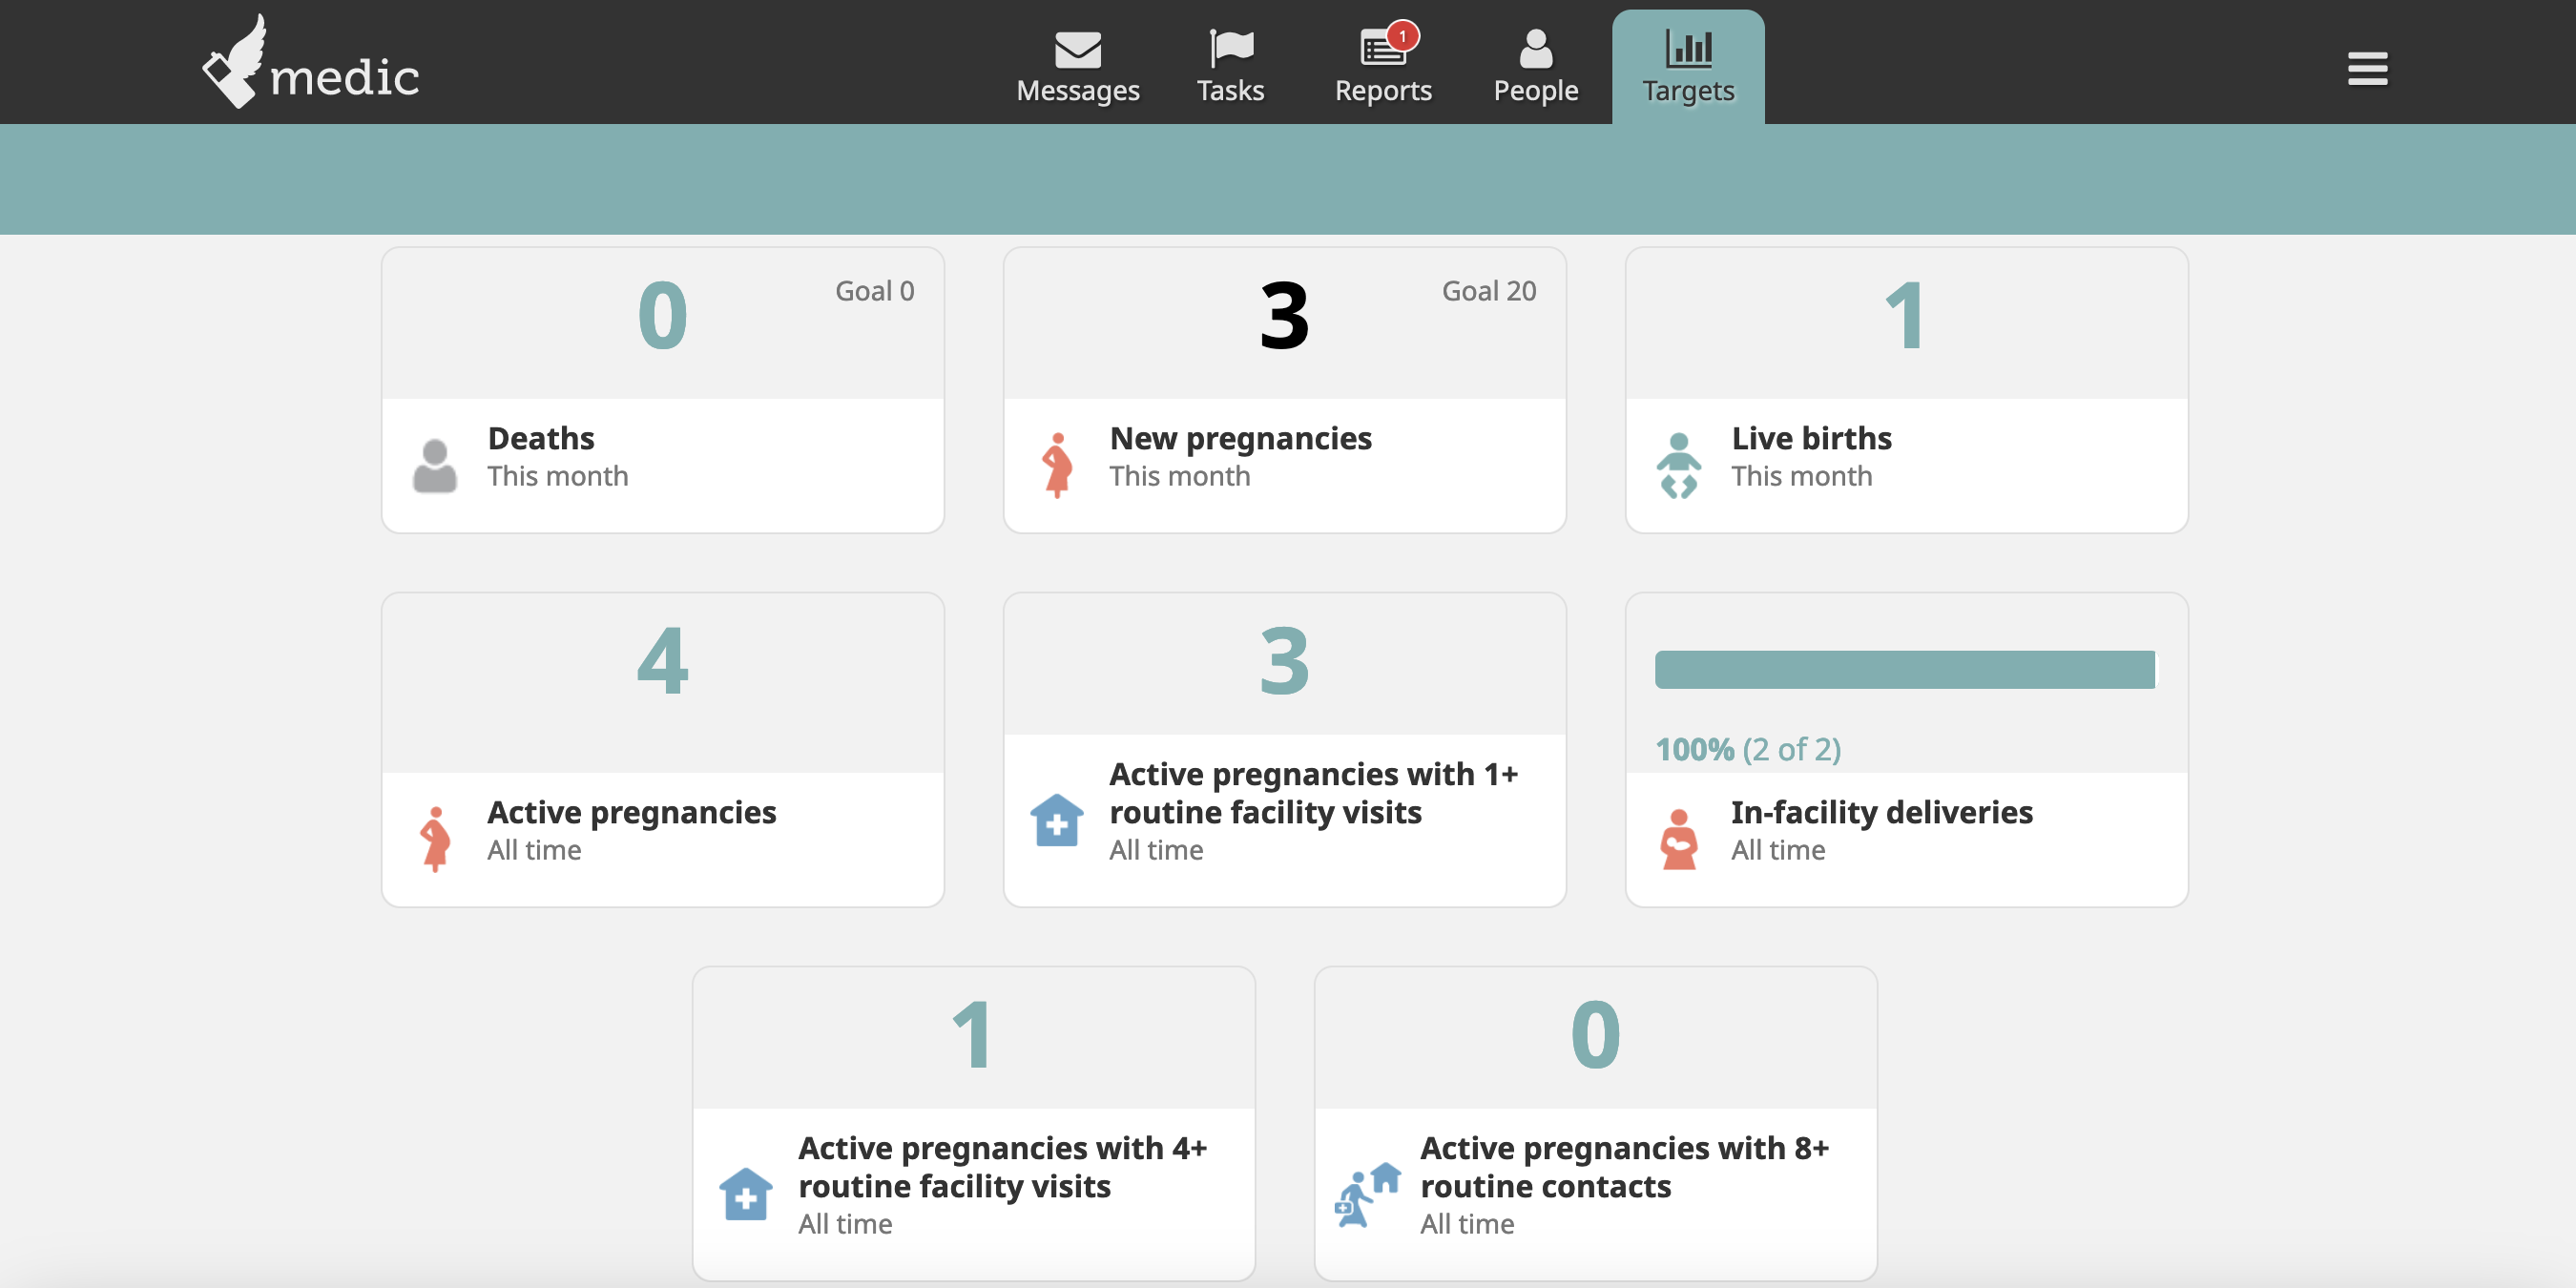 medic
Messages
Tasks
1
Reports
People
Targets
0
Goal 0
Deaths
This month
3
Goal 20
New pregnancies
This month
1
Live births
This month
4
Active pregnancies
All time
3
Active pregnancies with 1+
routine facility visits
All time
100% (2 of 2)
In-facility deliveries
All time
1
Active pregnancies with 4+
routine facility visits
All time
0
Active pregnancies with 8+
routine contacts
All time